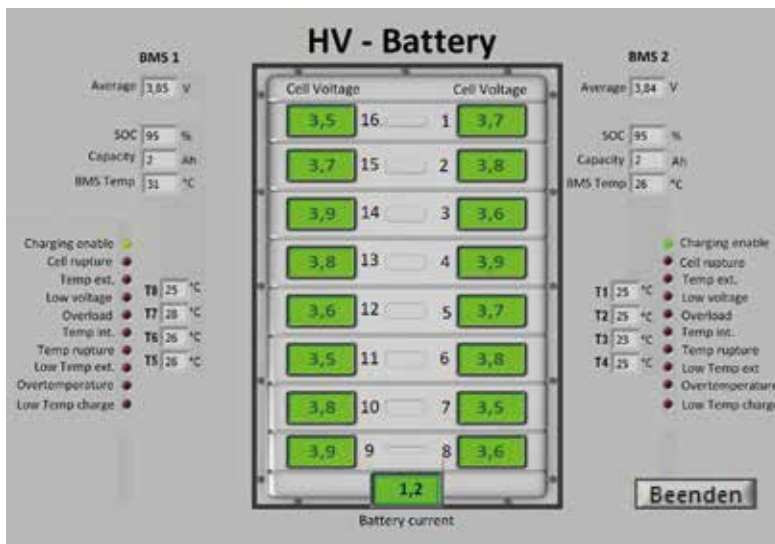 HV - Battery
BMS 1
Average 3,85 V
SOC 95 %
Capacity 2 Ah
BMS Temp 31 °C
Charging enable
Cell rupture
Temp ext.
Low voltage
Overload
Temp int.
Temp rupture
Low Temp ext.
Overtemperature
Low Temp charge
T8 25 °C
T7 28 °C
T6 26 °C
T5 26 °C
Cell Voltage Cell Voltage
3,5 16 1 3,7
3,7 15 2 3,8
3,9 14 3 3,6
3,8 13 4 3,9
3,6 12 5 3,7
3,5 11 6 3,8
3,8 10 7 3,5
3,9 9 8 3,6
1,2
Battery current
BMS 2
Average 3,84 V
SOC 95 %
Capacity 2 Ah
BMS Temp 26 °C
T1 25 °C
T2 25 °C
T3 23 °C
T4 25 °C
Charging enable
Cell rupture
Temp ext.
Low voltage
Overload
Temp int.
Temp rupture
Low Temp ext
Overtemperature
Low Temp charge
Beenden